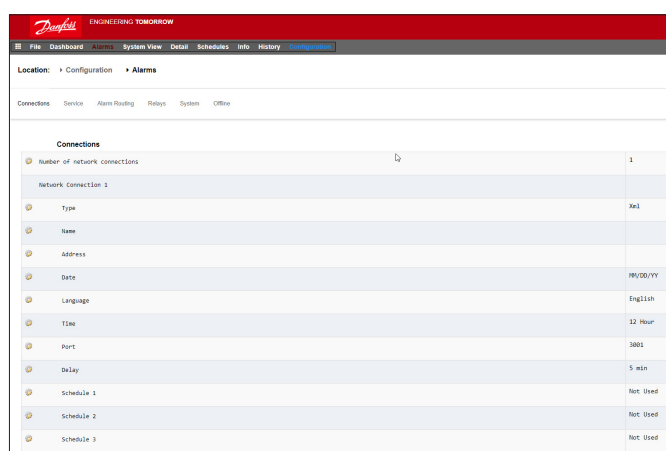 Danfoss ENGINEERING TOMORROW
File Dashboard Alarms System View Detail Schedules Info History Configuration
Location: Configuration Alarms
Connections Service Alarm Routing Relays System Offline
Connections
Number of network connections 1
Network Connection 1
Type Xml
Name
Address
Date MM/DD/YY
Language English
Time 12 Hour
Port 3001
Delay 5 min
Schedule 1 Not Used
Schedule 2 Not Used
Schedule 3 Not Used